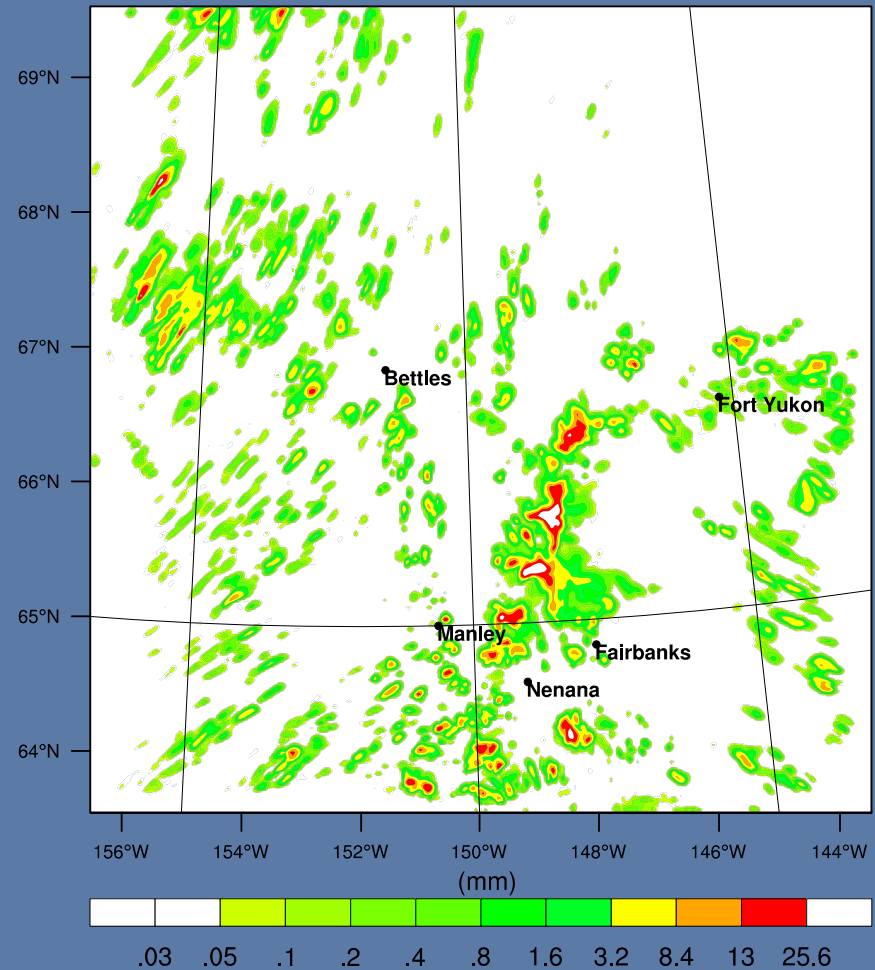 69°N
68°N
67°N
Bettles
Fort Yukon
66°N
65°N
Manley
Fairbanks
Nenana
64°N
156°W 154°W 152°W 150°W 148°W 146°W 144°W
(mm)
.03 .05 .1 .2 .4 .8 1.6 3.2 8.4 13 25.6